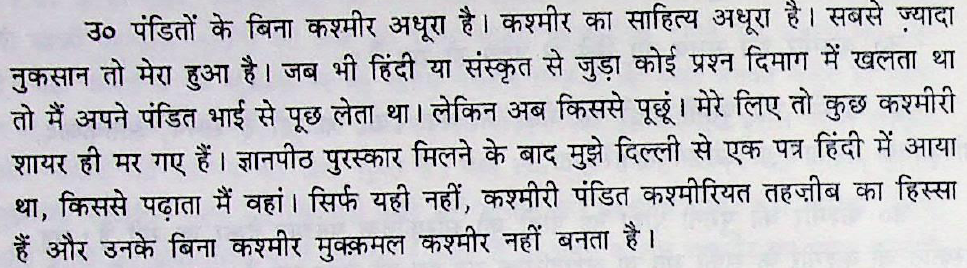 उ० पंडितों के बिना कश्मीर अधूरा है। कश्मीर का साहित्य अधूरा है। सबसे ज़्यादा
नुकसान तो मेरा हुआ है। जब भी हिंदी या संस्कृत से जुड़ा कोई प्रश्न दिमाग में खलता था
तो मैं अपने पंडित भाई से पूछ लेता था। लेकिन अब किससे पूछूं। मेरे लिए तो कुछ कश्मीरी
शायर ही मर गए हैं। ज्ञानपीठ पुरस्कार मिलने के बाद मुझे दिल्ली से एक पत्र हिंदी में आया
था, किससे पढ़ाता मैं वहां। सिर्फ यही नहीं, कश्मीरी पंडित कश्मीरियत तहज़ीब का हिस्सा
हैं और उनके बिना कश्मीर मुक़्कमल कश्मीर नहीं बनता है।